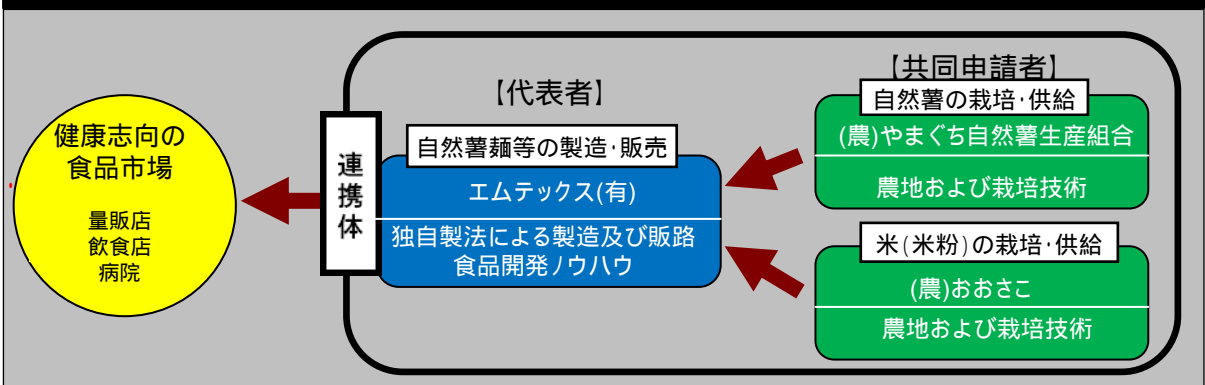 健康志向の
食品市場
量販店
飲食店
病院
連携体
【代表者】
自然薯麺等の製造・販売
エムテックス(有)
独自製法による製造及び販路
食品開発ノウハウ
【共同申請者】
自然薯の栽培・供給
(農)やまぐち自然薯生産組合
農地および栽培技術
米(米粉)の栽培・供給
(農)おおさこ
農地および栽培技術